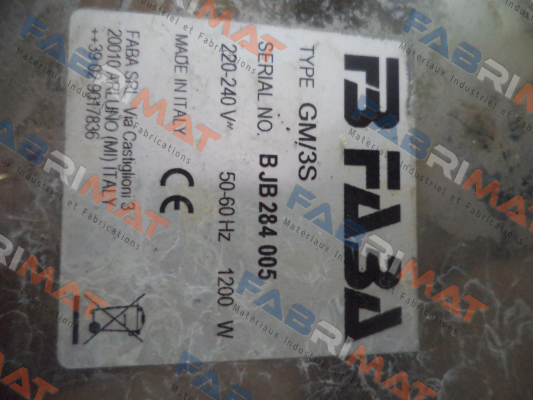 FABA
TYPE GM/3S
SERIAL NO. BJB 284 005
220-240 V~ 50-60 Hz 1200 W
MADE IN ITALY
CE
FABA SRL Via Castiglioni 3
20010 ARLUNO (MI) ITALY
++39 02 9017836
FABRIMAT
Matériaux Industriel et Fabrications